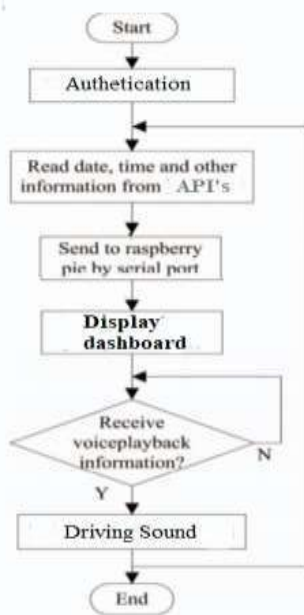 Start
Authetication
Read date, time and other
information from API's
Send to raspberry
pie by serial port
Display
dashboard
Receive
voiceplayback
information?
N
Y
Driving Sound
End